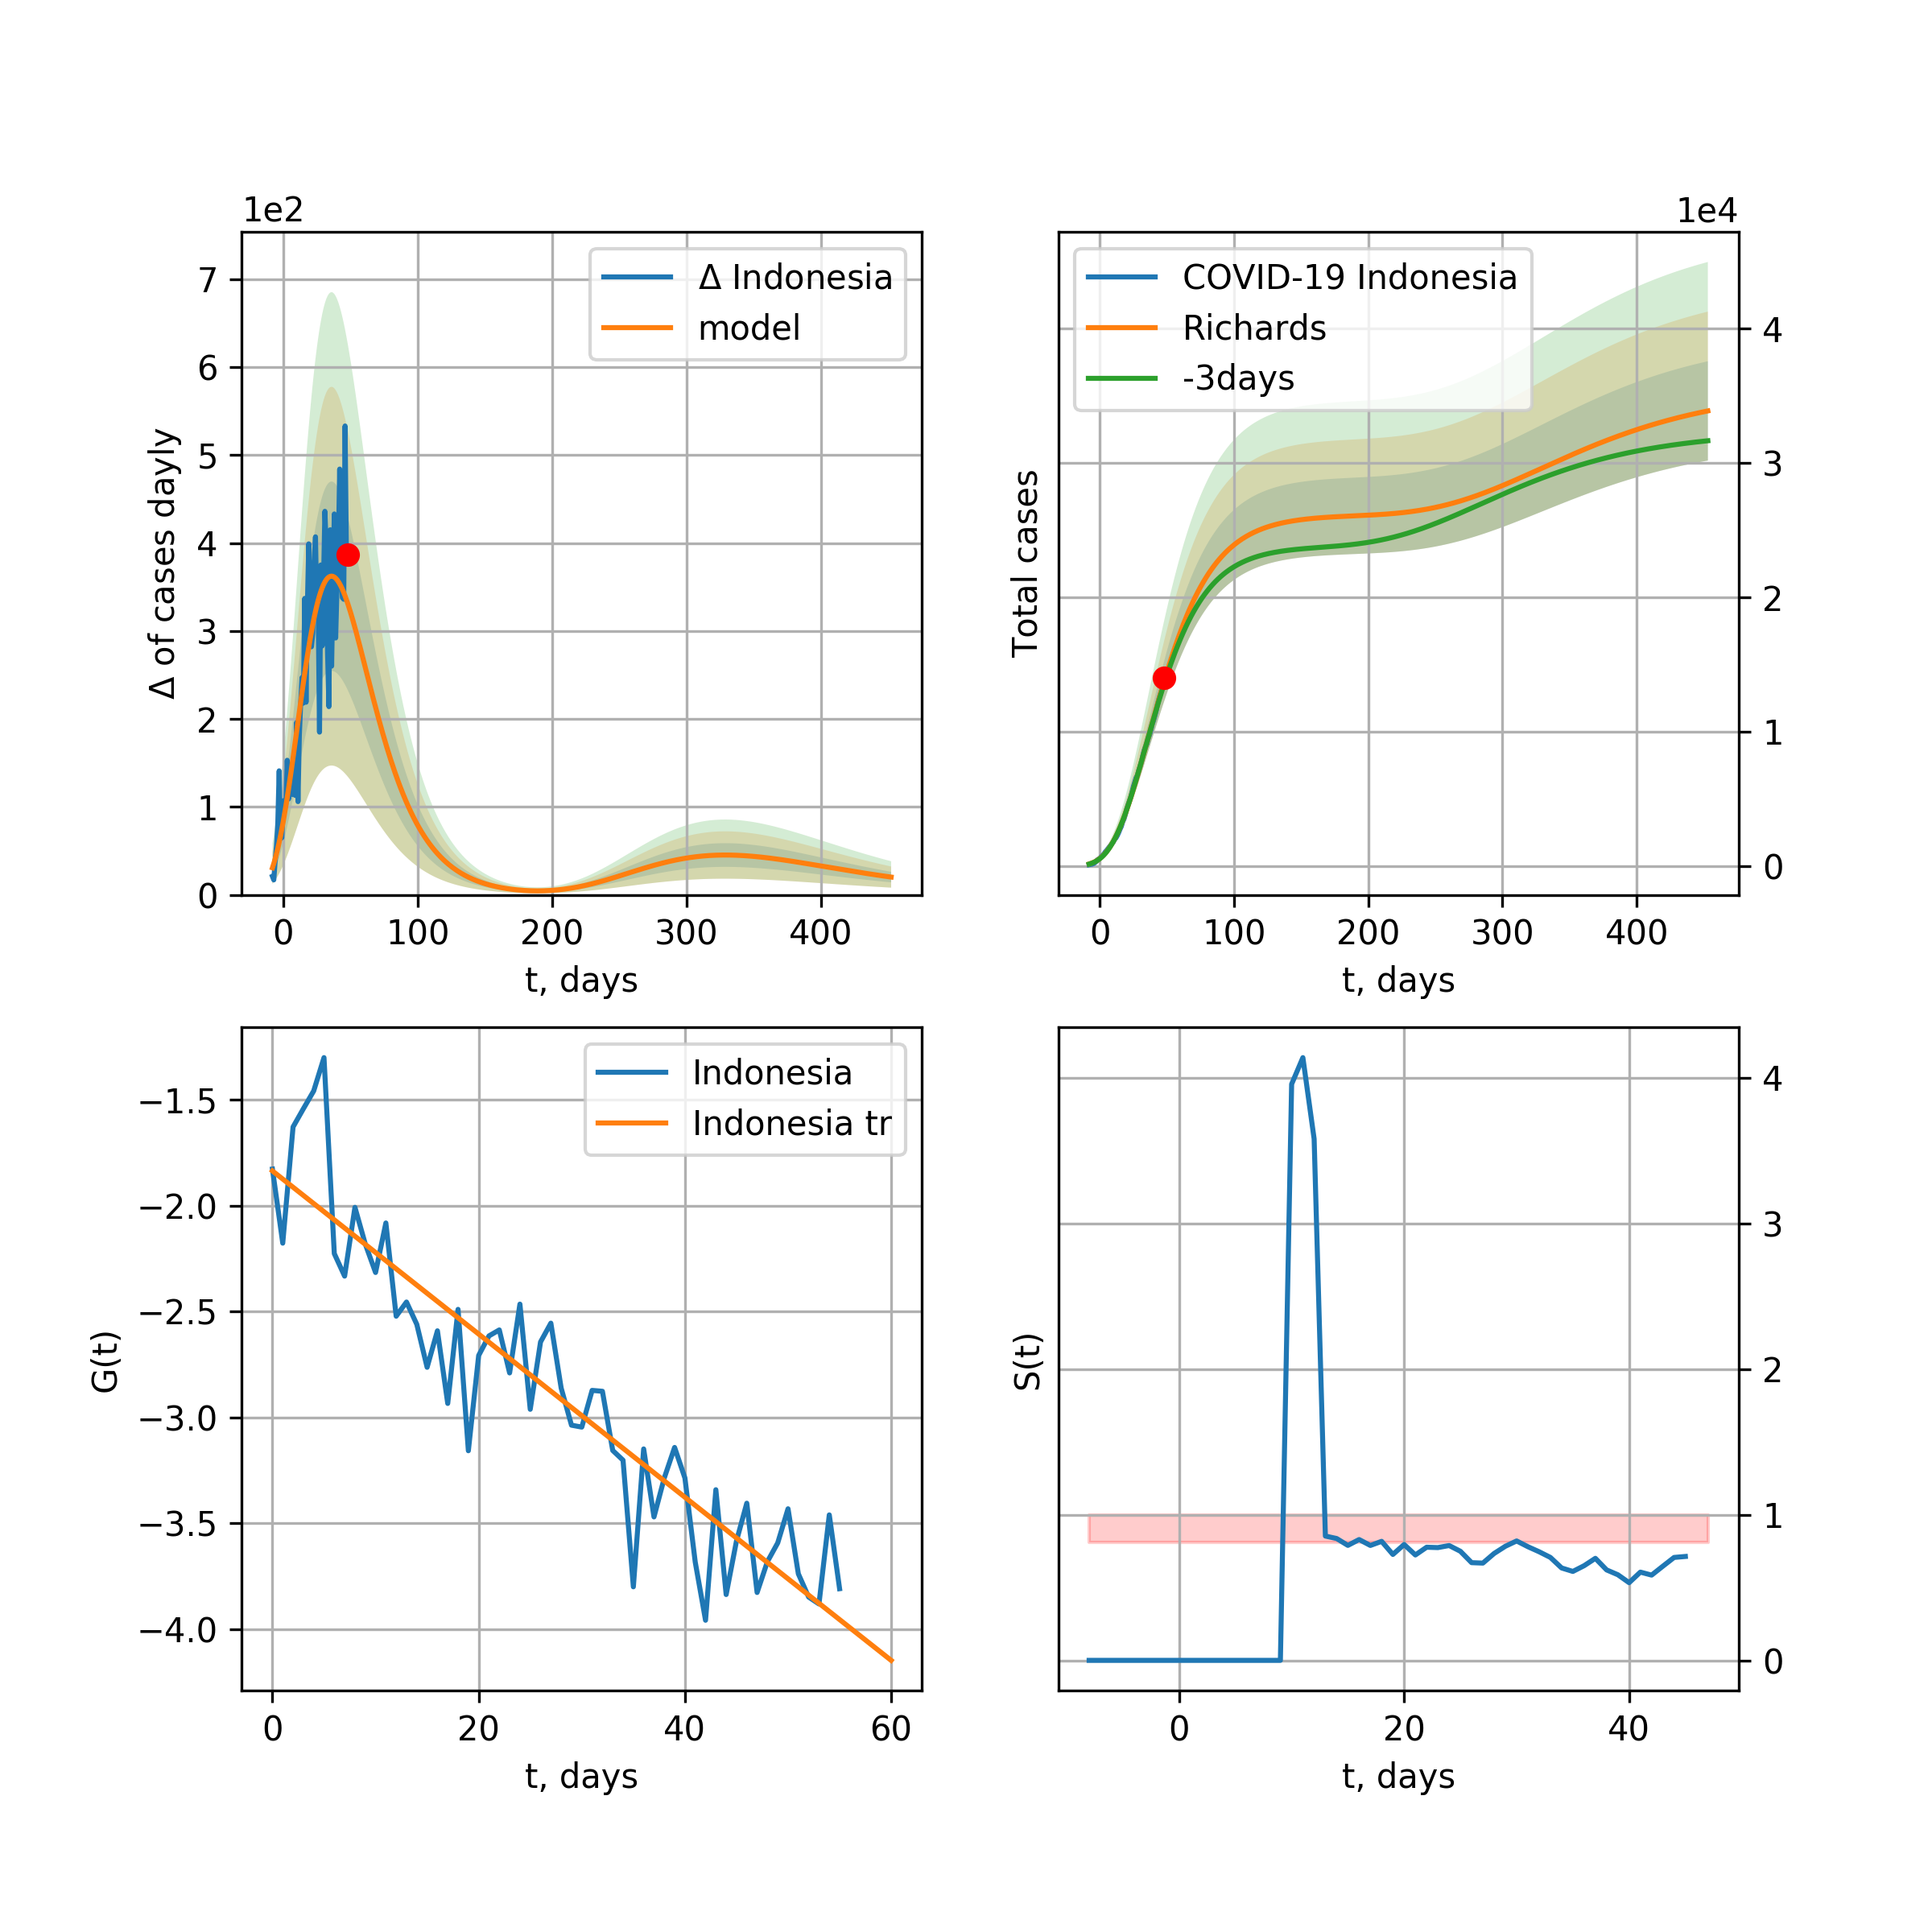 1e2
7
6
5
4
3
2
1
0
Δ of cases dayly
Δ Indonesia
model
0 100 200 300 400
t, days
1e4
COVID-19 Indonesia
Richards
-3days
Total cases
4
3
2
1
0
0 100 200 300 400
t, days
Indonesia
Indonesia tr
G(t)
−1.5
−2.0
−2.5
−3.0
−3.5
−4.0
0 20 40 60
t, days
S(t)
4
3
2
1
0
0 20 40
t, days